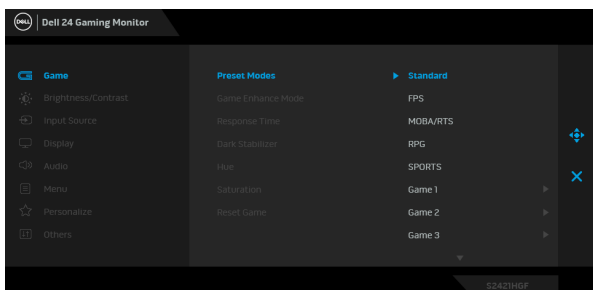 DELL Dell 24 Gaming Monitor
Game
Brightness/Contrast
Input Source
Display
Audio
Menu
Personalize
Others
Preset Modes
Game Enhance Mode
Response Time
Dark Stabilizer
Hue
Saturation
Reset Game
Standard
FPS
MOBA/RTS
RPG
SPORTS
Game 1
Game 2
Game 3
S2421HGF